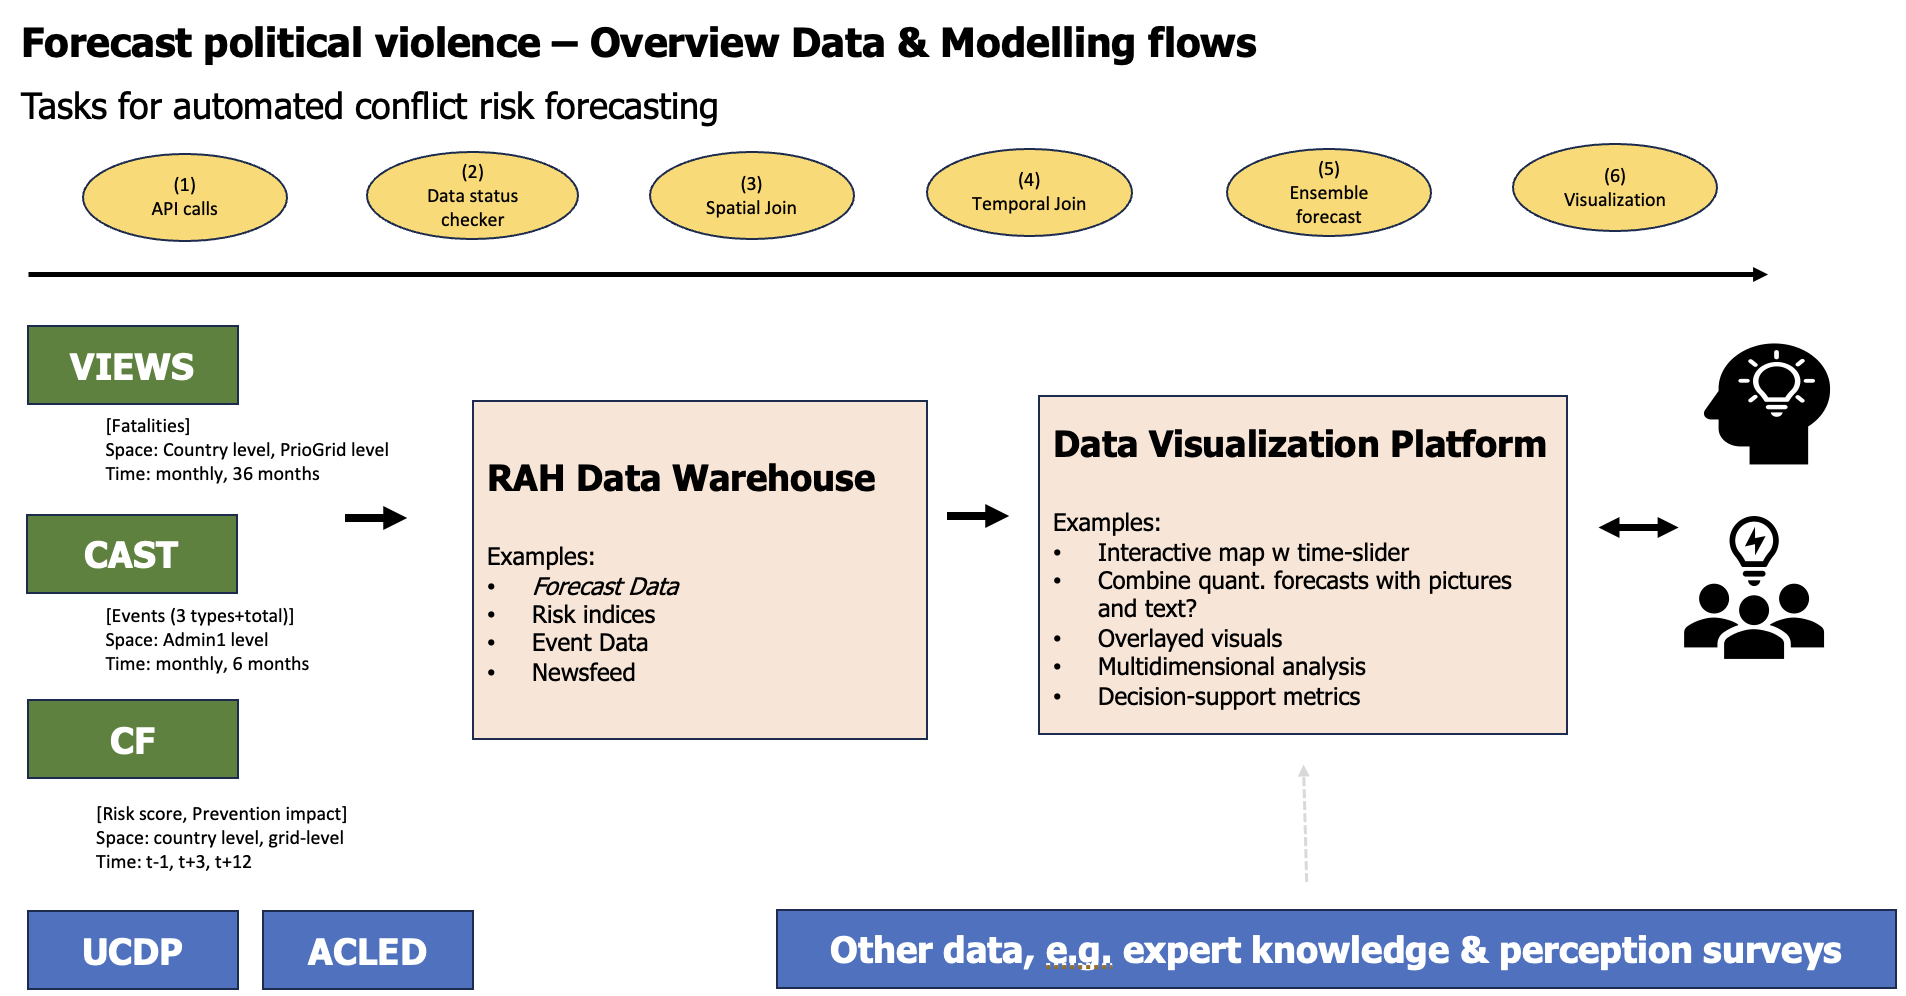 Forecast political violence – Overview Data & Modelling flows
Tasks for automated conflict risk forecasting
(1)
API calls
(2)
Data status
checker
(3)
Spatial Join
(4)
Temporal Join
(5)
Ensemble
forecast
(6)
Visualization
VIEWS
[Fatalities]
Space: Country level, PrioGrid level
Time: monthly, 36 months
CAST
[Events (3 types+total)]
Space: Admin1 level
Time: monthly, 6 months
CF
[Risk score, Prevention impact]
Space: country level, grid-level
Time: t-1, t+3, t+12
RAH Data Warehouse
Examples:
• Forecast Data
• Risk indices
• Event Data
• Newsfeed
Data Visualization Platform
Examples:
• Interactive map w time-slider
• Combine quant. forecasts with pictures
and text?
• Overlayed visuals
• Multidimensional analysis
• Decision-support metrics
UCDP
ACLED
Other data, e.g. expert knowledge & perception surveys